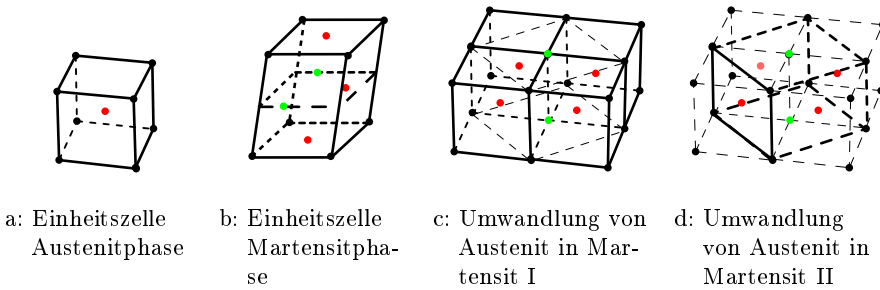 a: Einheitszelle
Austenitphase
b: Einheitszelle
Martensitpha-
se
c: Umwandlung von
Austenit in Mar-
tensit I
d: Umwandlung
von Austenit in
Martensit II